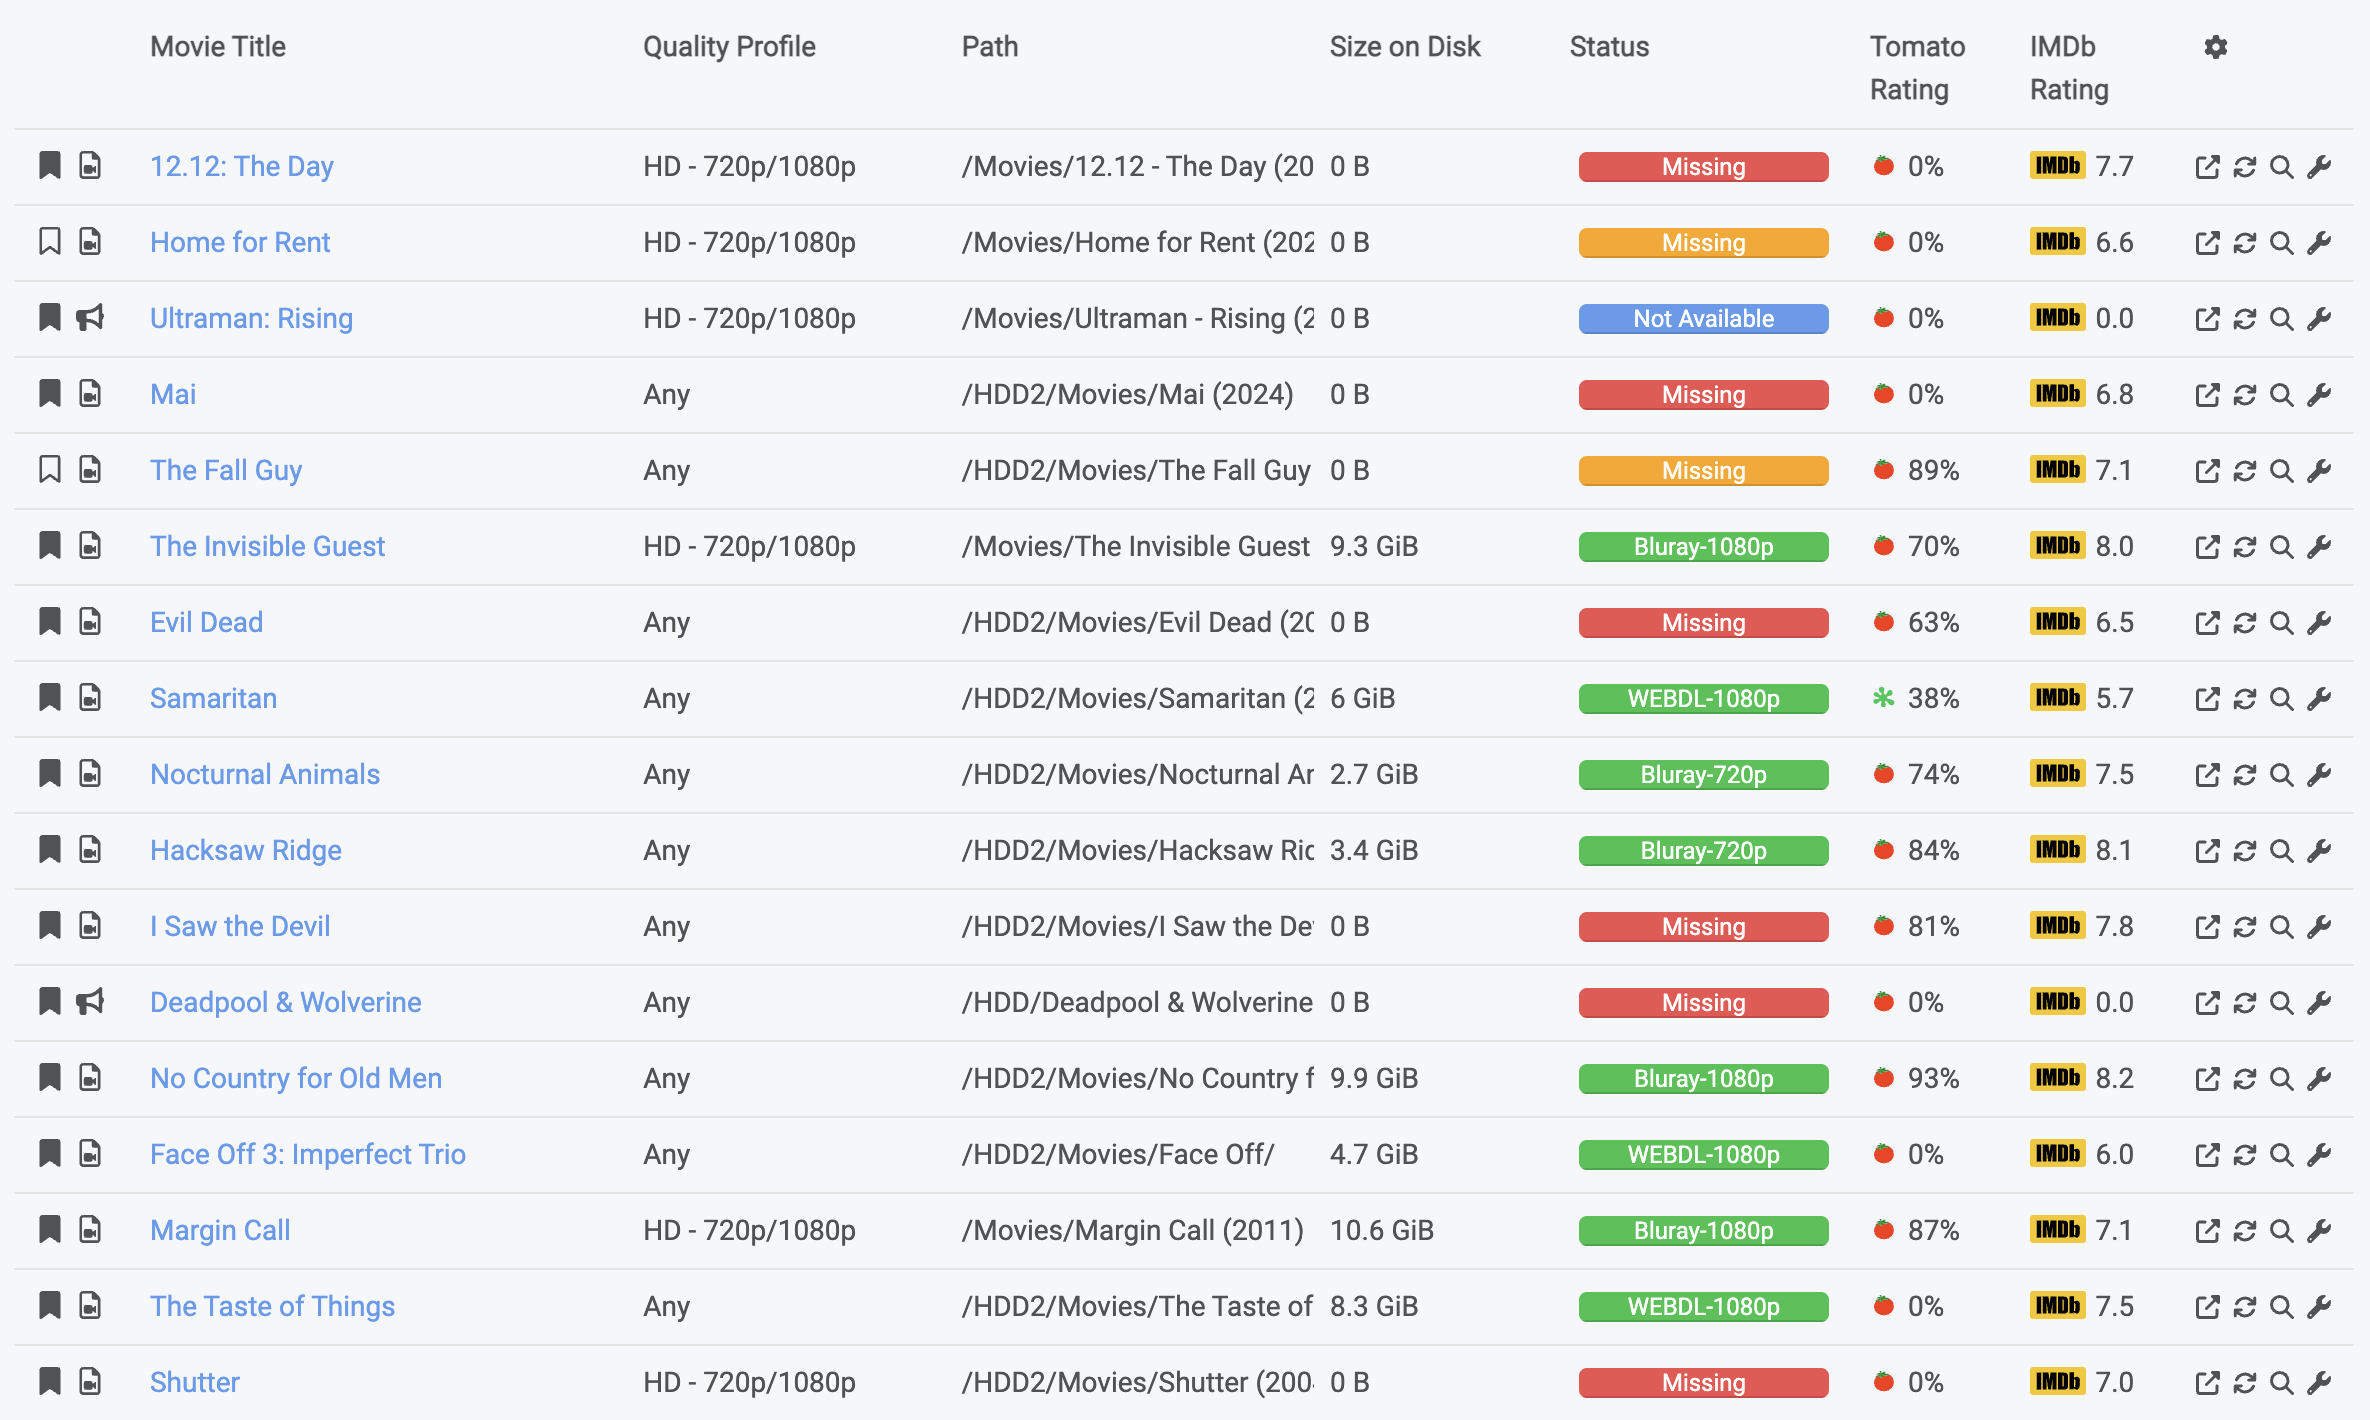 Movie Title Quality Profile Path Size on Disk Status Tomato Rating IMDb Rating
12.12: The Day HD - 720p/1080p /Movies/12.12 - The Day (20 0 B Missing 0% IMDb 7.7
Home for Rent HD - 720p/1080p /Movies/Home for Rent (202 0 B Missing 0% IMDb 6.6
Ultraman: Rising HD - 720p/1080p /Movies/Ultraman - Rising (2 0 B Not Available 0% IMDb 0.0
Mai Any /HDD2/Movies/Mai (2024) 0 B Missing 0% IMDb 6.8
The Fall Guy Any /HDD2/Movies/The Fall Guy 0 B Missing 89% IMDb 7.1
The Invisible Guest HD - 720p/1080p /Movies/The Invisible Guest 9.3 GiB Bluray-1080p 70% IMDb 8.0
Evil Dead Any /HDD2/Movies/Evil Dead (20 0 B Missing 63% IMDb 6.5
Samaritan Any /HDD2/Movies/Samaritan (2 6 GiB WEBDL-1080p 38% IMDb 5.7
Nocturnal Animals Any /HDD2/Movies/Nocturnal Ar 2.7 GiB Bluray-720p 74% IMDb 7.5
Hacksaw Ridge Any /HDD2/Movies/Hacksaw Ric 3.4 GiB Bluray-720p 84% IMDb 8.1
I Saw the Devil Any /HDD2/Movies/I Saw the De 0 B Missing 81% IMDb 7.8
Deadpool & Wolverine Any /HDD/Deadpool & Wolverine 0 B Missing 0% IMDb 0.0
No Country for Old Men Any /HDD2/Movies/No Country f 9.9 GiB Bluray-1080p 93% IMDb 8.2
Face Off 3: Imperfect Trio Any /HDD2/Movies/Face Off/ 4.7 GiB WEBDL-1080p 0% IMDb 6.0
Margin Call HD - 720p/1080p /Movies/Margin Call (2011) 10.6 GiB Bluray-1080p 87% IMDb 7.1
The Taste of Things Any /HDD2/Movies/The Taste of 8.3 GiB WEBDL-1080p 0% IMDb 7.5
Shutter HD - 720p/1080p /HDD2/Movies/Shutter (200 0 B Missing 0% IMDb 7.0